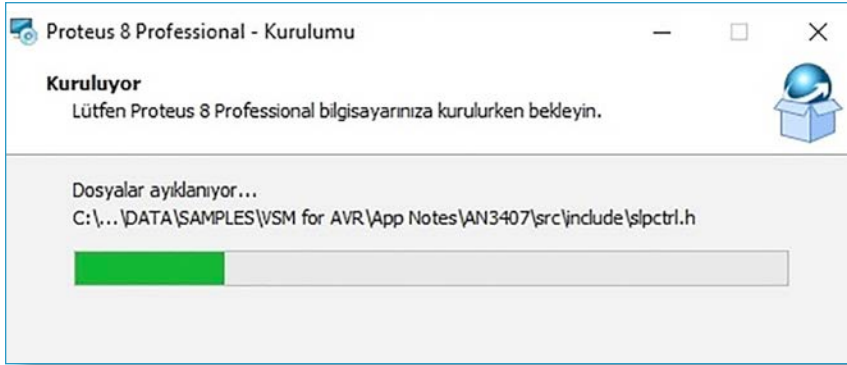 Proteus 8 Professional - Kurulumu
Kuruluyor
Lütfen Proteus 8 Professional bilgisayarınıza kurulurken bekleyin.
Dosyalar ayıklanıyor...
C:\...\DATA\SAMPLES\VSM for AVR\App Notes\AN3407\src\include\slpctrl.h